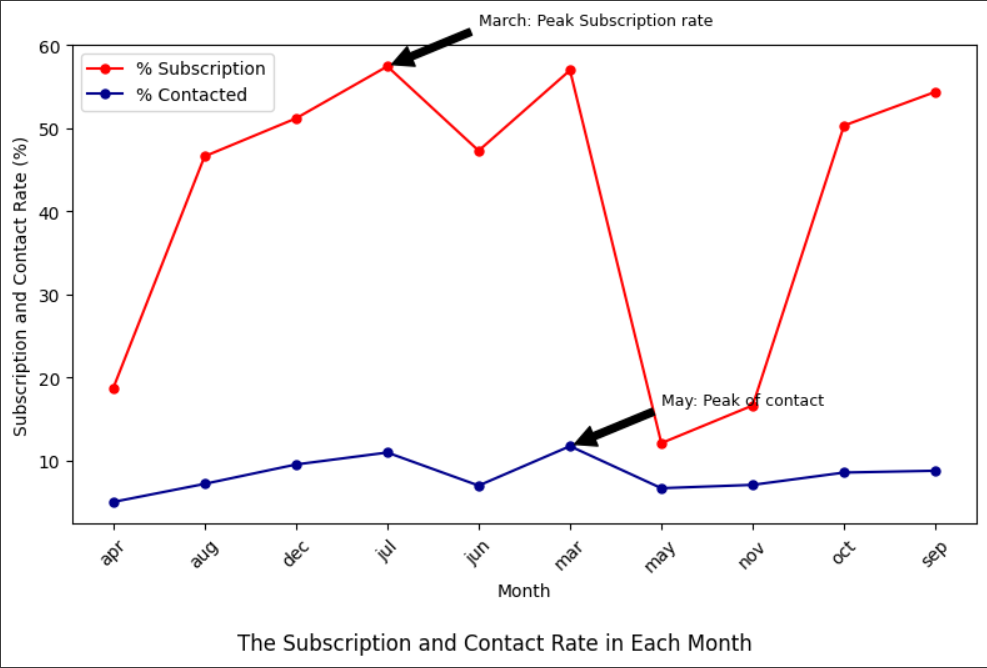 March: Peak Subscription rate
60
% Subscription
% Contacted
50
40
30
20
10
Subscription and Contact Rate (%)
May: Peak of contact
apr aug dec jul jun mar may nov oct sep
Month
The Subscription and Contact Rate in Each Month